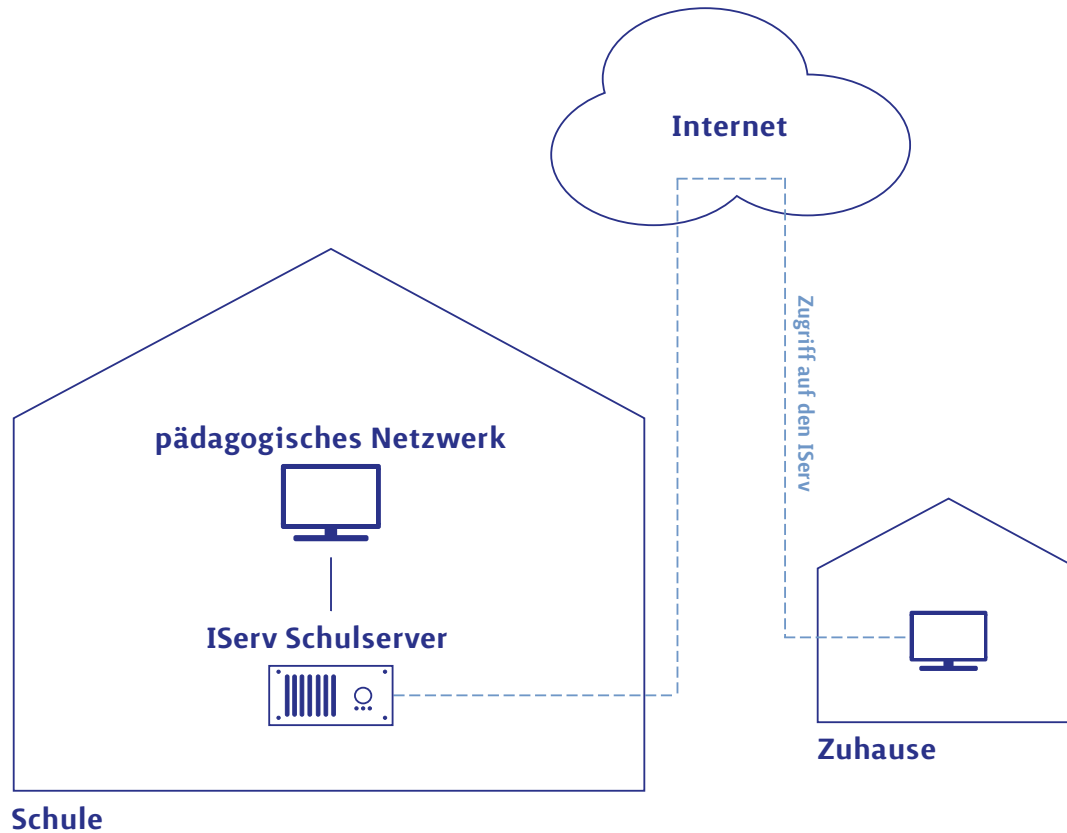 Internet
Zugriff auf den IServ
pädagogisches Netzwerk
IServ Schulserver
Zuhause
Schule